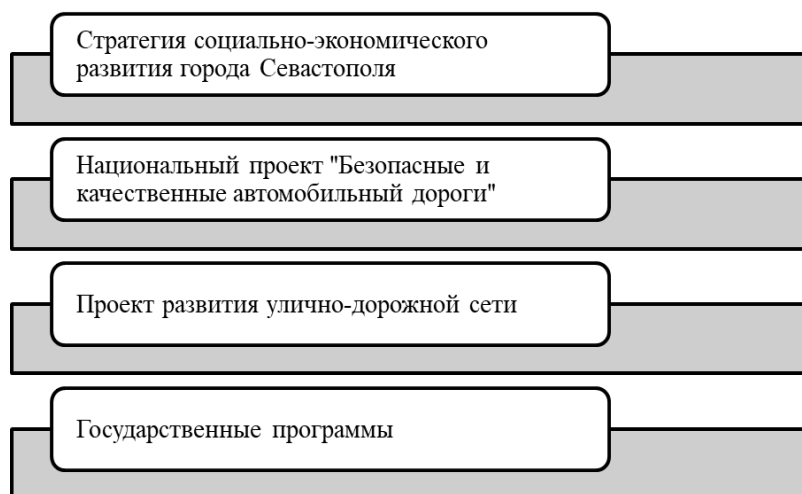 Стратегия социально-экономического
развития города Севастополя
Национальный проект "Безопасные и
качественные автомобильный дороги"
Проект развития улично-дорожной сети
Государственные программы